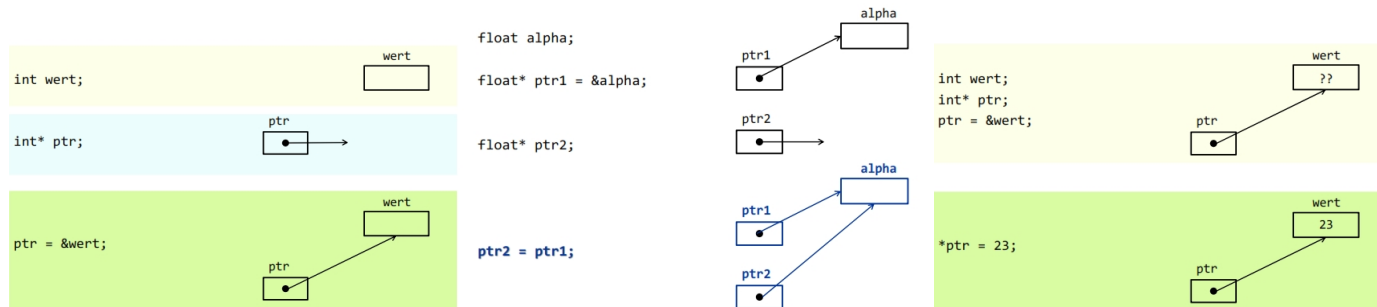 wert
int wert;
ptr
int* ptr;
wert
ptr = &wert;
ptr
alpha
float alpha;
ptr1
float* ptr1 = &alpha;
ptr2
float* ptr2;
alpha
ptr1
ptr2 = ptr1;
ptr2
wert
int wert;
??
int* ptr;
ptr = &wert;
ptr
wert
23
*ptr = 23;
ptr